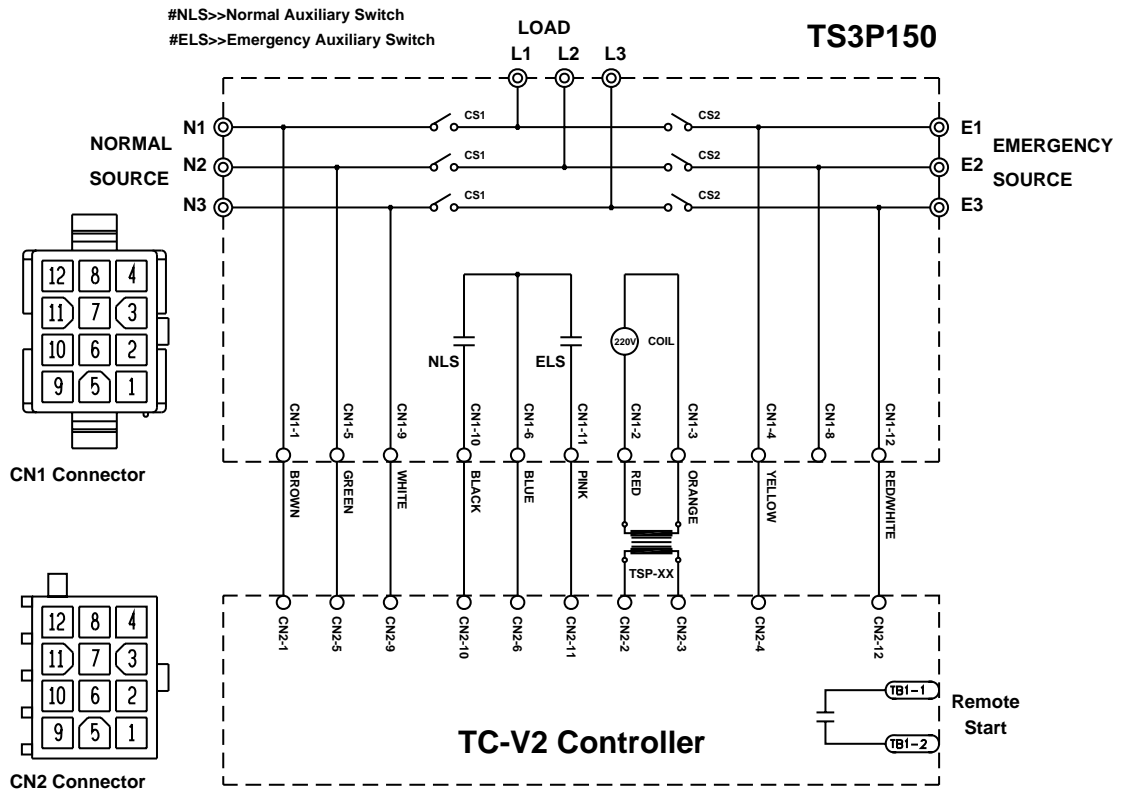 #NLS>>Normal Auxiliary Switch
#ELS>>Emergency Auxiliary Switch
LOAD
TS3P150
L1 L2 L3
N1 CS1 CS2 E1
NORMAL
SOURCE
N2 CS1 CS2 E2
EMERGENCY
SOURCE
N3 CS1 CS2 E3
12 8 4
11 7 3
10 6 2
9 5 1
CN1 Connector
NLS ELS 220V COIL
CN1-1 CN1-5 CN1-9 CN1-10 CN1-6 CN1-11 CN1-2 CN1-3 CN1-4 CN1-8 CN1-12
BROWN GREEN WHITE BLACK BLUE PINK RED ORANGE YELLOW RED/WHITE
TSP-XX
CN2-1 CN2-5 CN2-9 CN2-10 CN2-6 CN2-11 CN2-2 CN2-3 CN2-4 CN2-12
12 8 4
11 7 3
10 6 2
9 5 1
CN2 Connector
TC-V2 Controller
TB1-1
TB1-2
Remote
Start